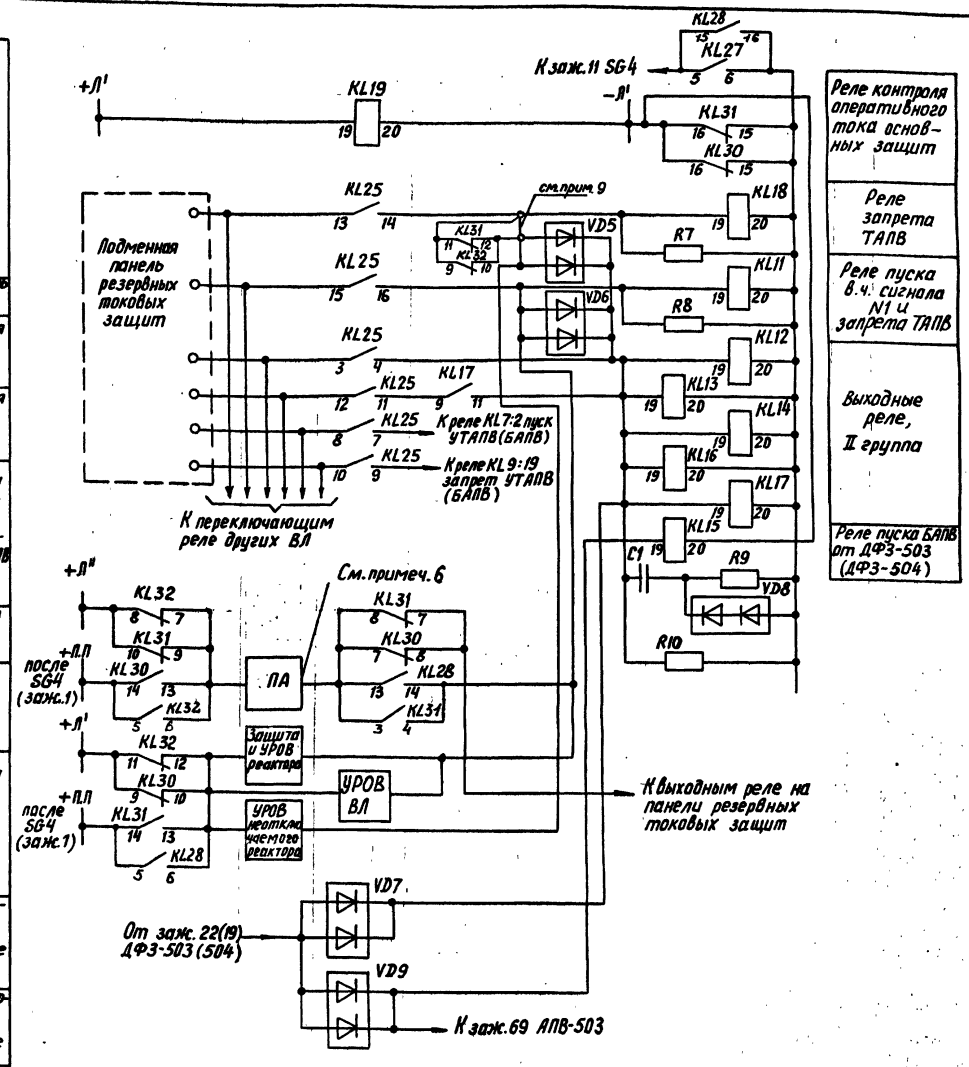 KL28
15 16
KL27
К заж.11 SG4
5 6
+Л'
KL19
19 20
-Л'
KL31
16 15
KL30
16 15
Реле контроля
оперативного
тока основ-
ных защит
Подменная
панель
резервных
токовых
защит
KL25
13 14
см.прим.9
KL31
11 12
KL32
9 10
VD5
KL18
19 20
R7
Реле
запрета
ТАПВ
KL25
15 16
VD6
KL11
19 20
R8
Реле пуска
в.ч. сигнала
N1 и
запрета ТАПВ
KL25
3 4
KL12
19 20
KL25
12 11
KL17
9 11
KL13
19 20
KL14
19 20
Выходные
реле,
II группа
KL25
8 7
К реле KL7:2 пуск
УТАПВ(БАПВ)
KL25
10 9
К реле KL9:19
запрет УТАПВ
(БАПВ)
KL16
19 20
KL17
19 20
KL15
19 20
К переключающим
реле других ВЛ
Реле пуска БАПВ
от ДФЗ-503
(ДФЗ-504)
C1
R9
VD8
R10
+Л"
KL32
8 7
KL31
10 9
+П.П
после
SG4
(заж.1)
KL30
14 13
KL32
5 6
См.примеч.6
ПА
KL31
8 7
KL30
7 8
KL28
13 14
KL31
3 4
+Л'
KL32
11 12
KL30
9 10
+П.П
после
SG4
(заж.1)
KL31
14 13
KL28
5 6
Защита
и УРОВ
реактора
УРОВ
ВЛ
УРОВ
неотклю
чаемого
реактора
К выходным реле на
панели резервных
токовых защит
От заж. 22(19)
ДФЗ-503 (504)
VD7
VD9
К заж.69 АПВ-503